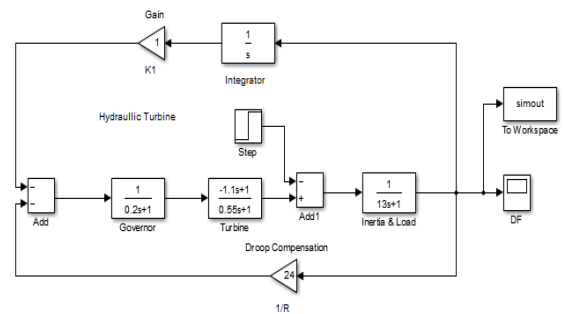 Gain
1
K1
1
s
Integrator
Hydraullic Turbine
Step
simout
To Workspace
−
−
Add
1
0.2s+1
Governor
-1.1s+1
0.55s+1
Turbine
−
+
Add1
1
13s+1
Inertia & Load
DF
Droop Compensation
24
1/R